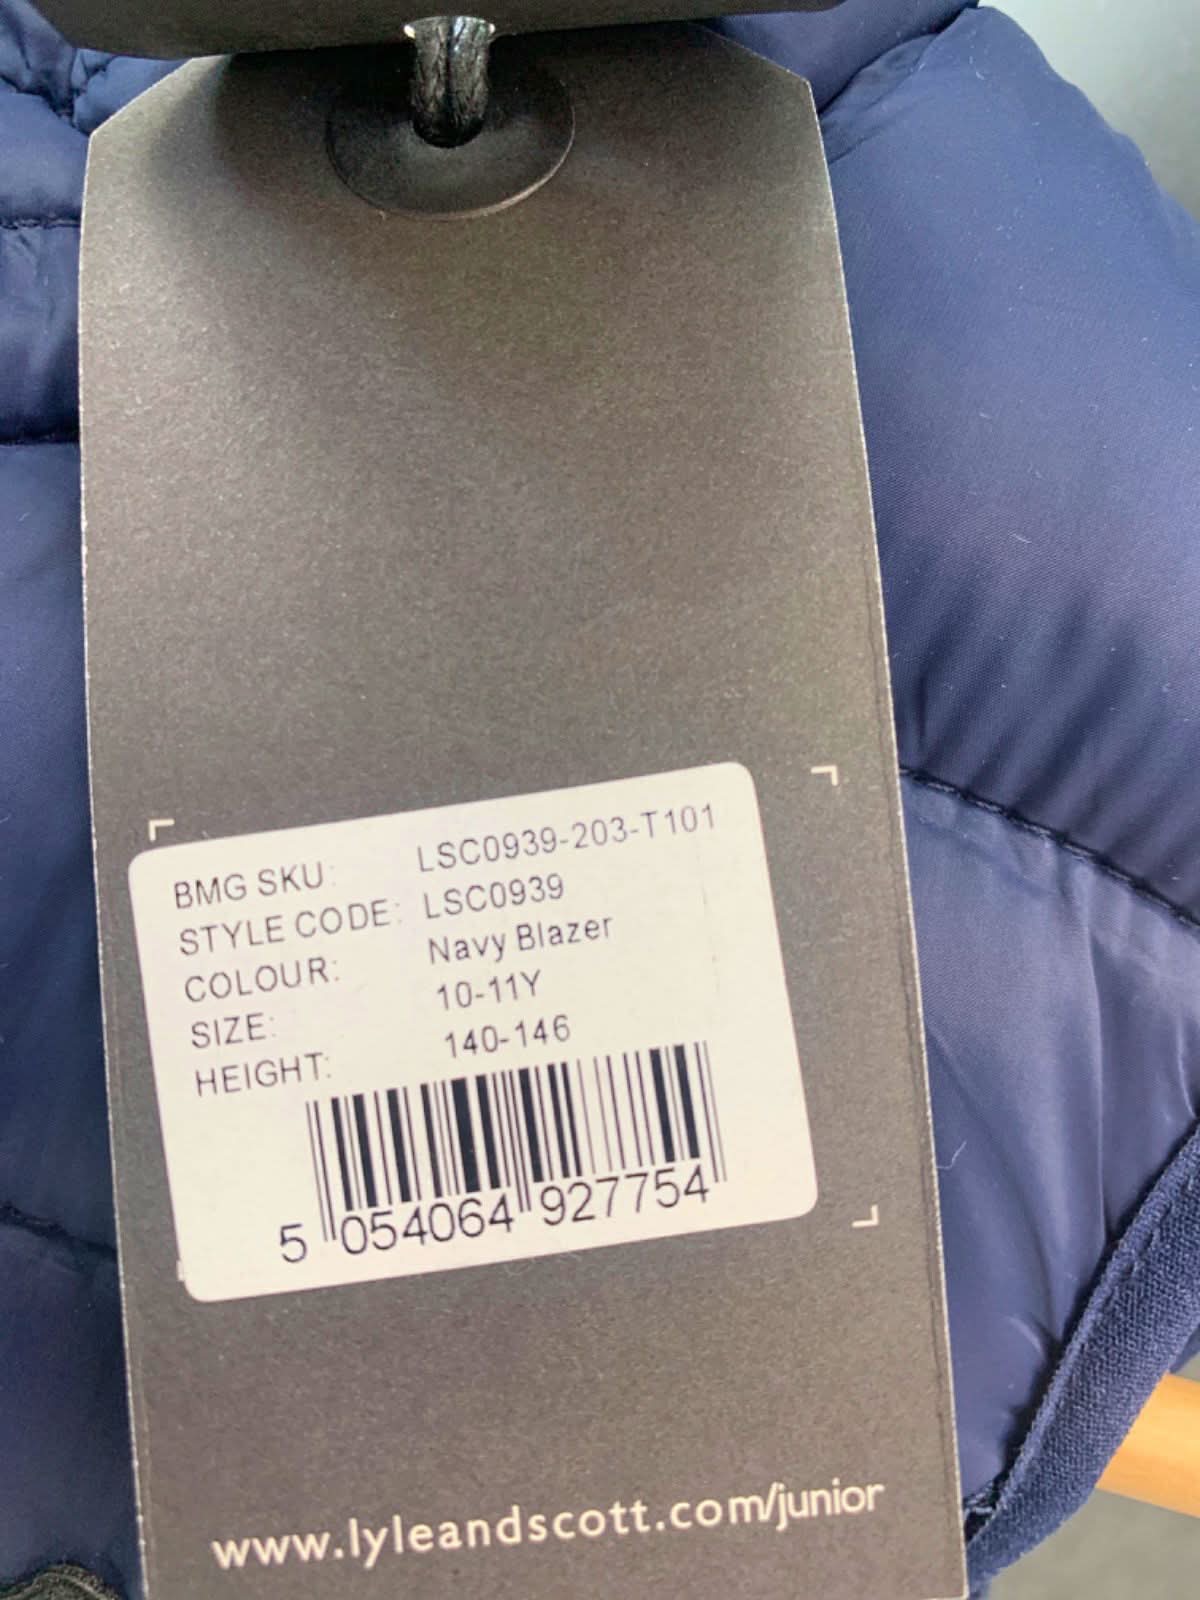 BMG SKU: LSC0939-203-T101
STYLE CODE: LSC0939
COLOUR: Navy Blazer
SIZE: 10-11Y
HEIGHT: 140-146
5 054064 927754
www.lyleandscott.com/junior